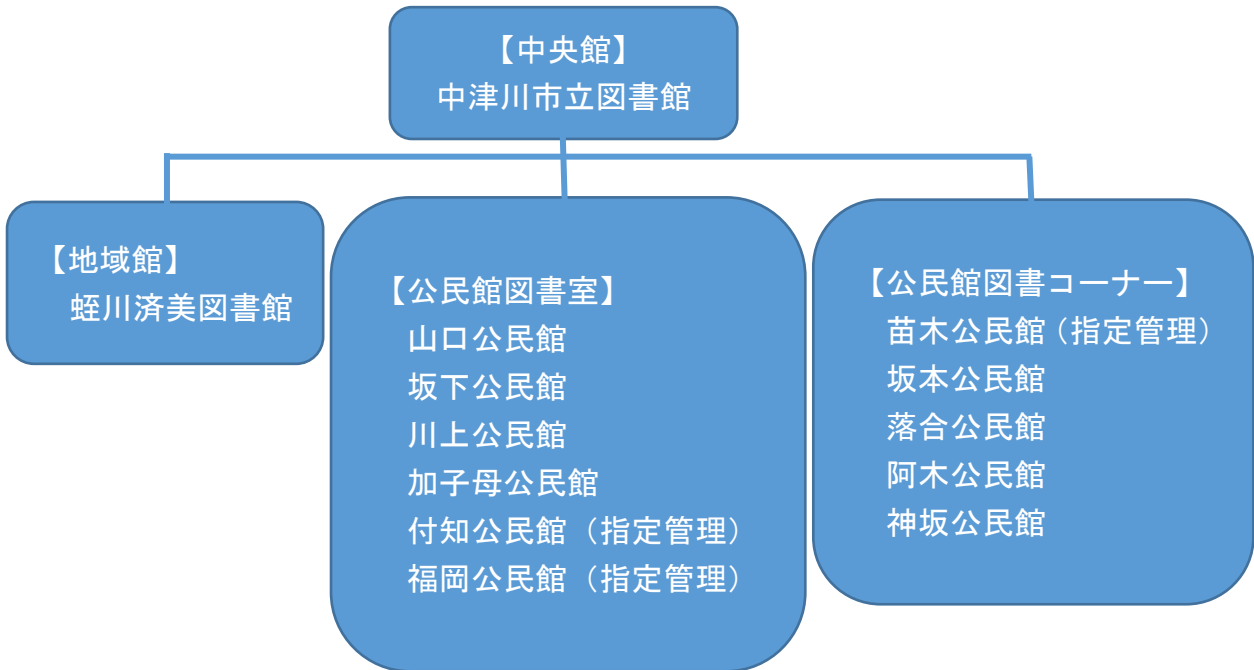 【中央館】
中津川市立図書館
【地域館】
蛭川済美図書館
【公民館図書室】
山口公民館
坂下公民館
川上公民館
加子母公民館
付知公民館（指定管理）
福岡公民館（指定管理）
【公民館図書コーナー】
苗木公民館（指定管理）
坂本公民館
落合公民館
阿木公民館
神坂公民館